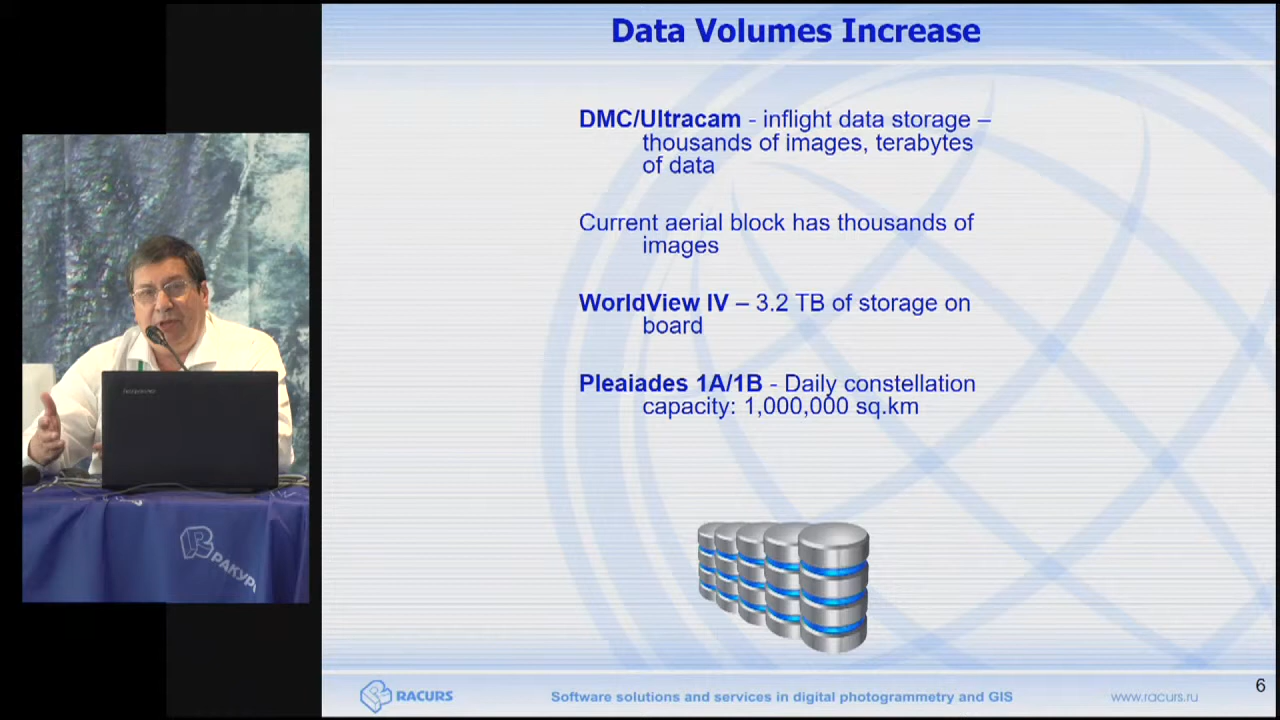 Data Volumes Increase
DMC/Ultracam - inflight data storage –
thousands of images, terabytes
of data
Current aerial block has thousands of
images
WorldView IV – 3.2 TB of storage on
board
Pleaiades 1A/1B - Daily constellation
capacity: 1,000,000 sq.km
РАКУРС
RACURS
Software solutions and services in digital photogrammetry and GIS
www.racurs.ru
6